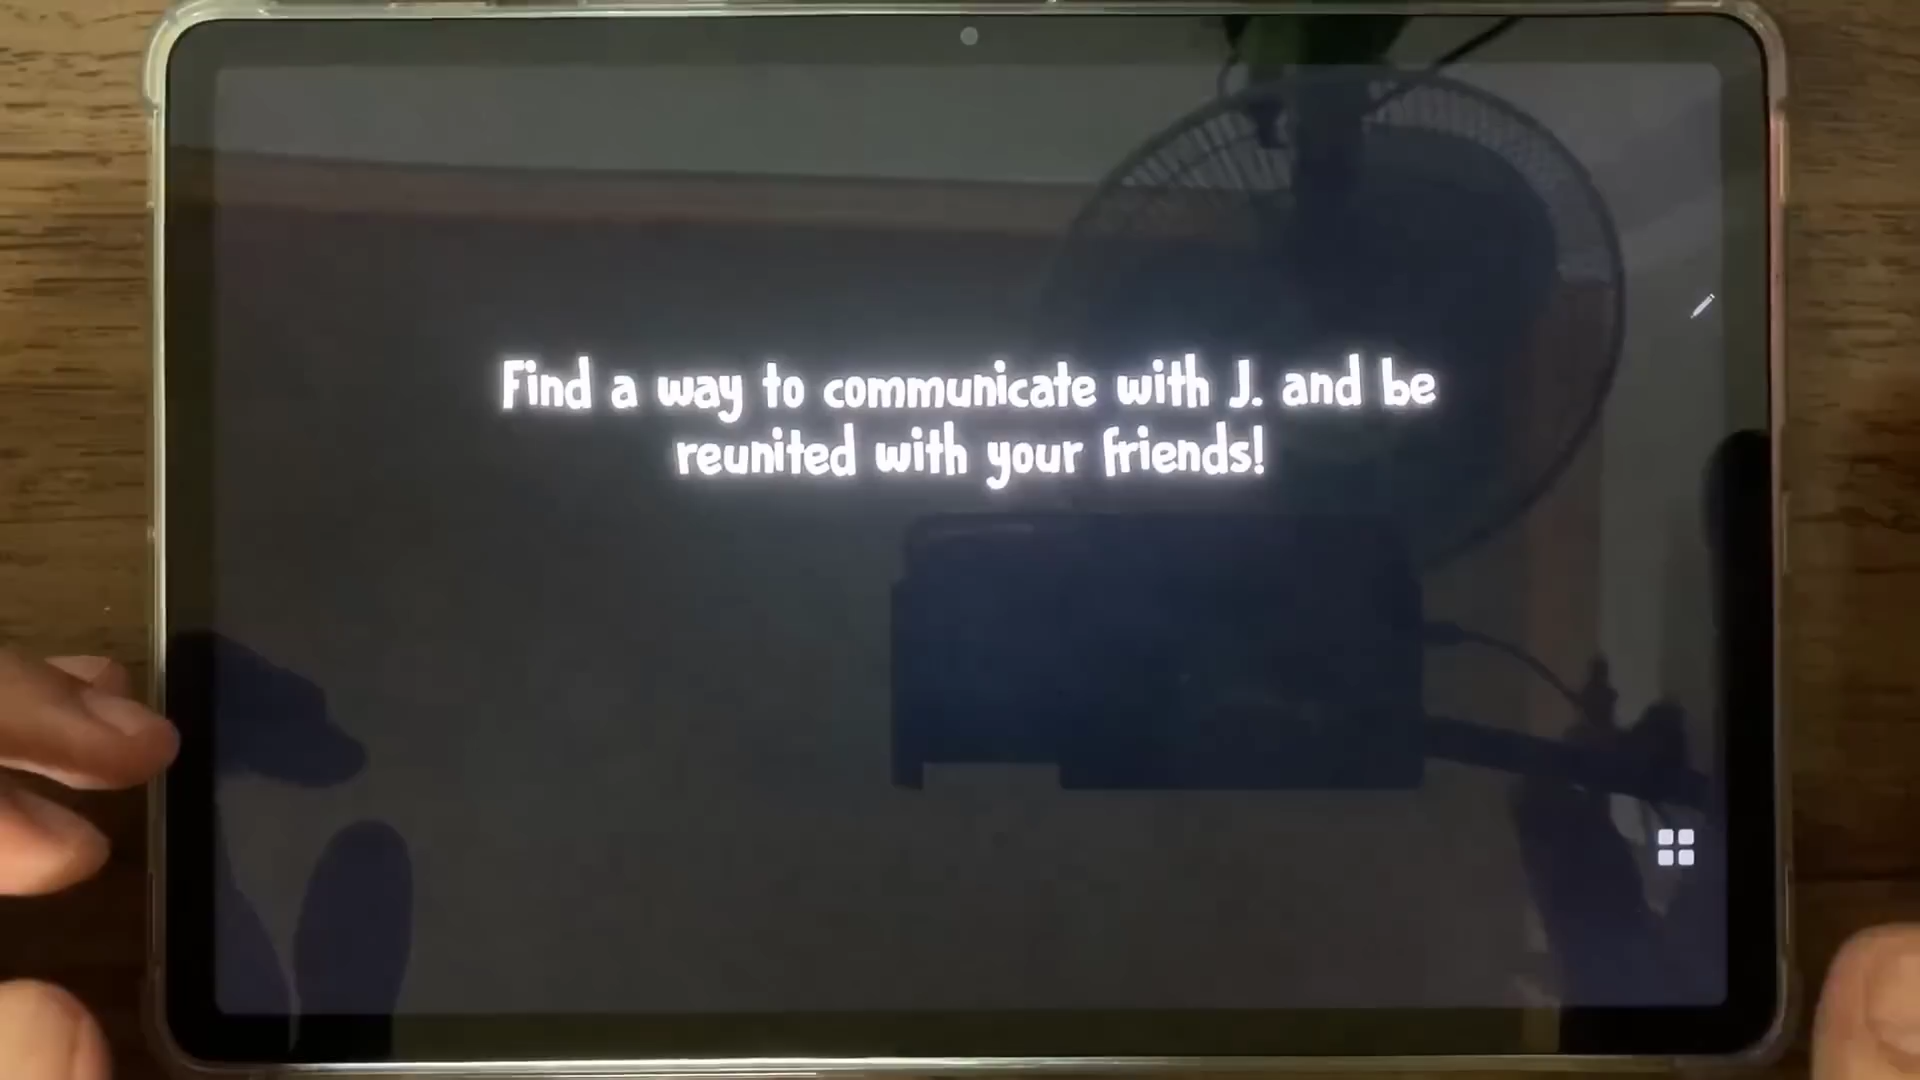 Find a way to communicate with J. and be
reunited with your friends!